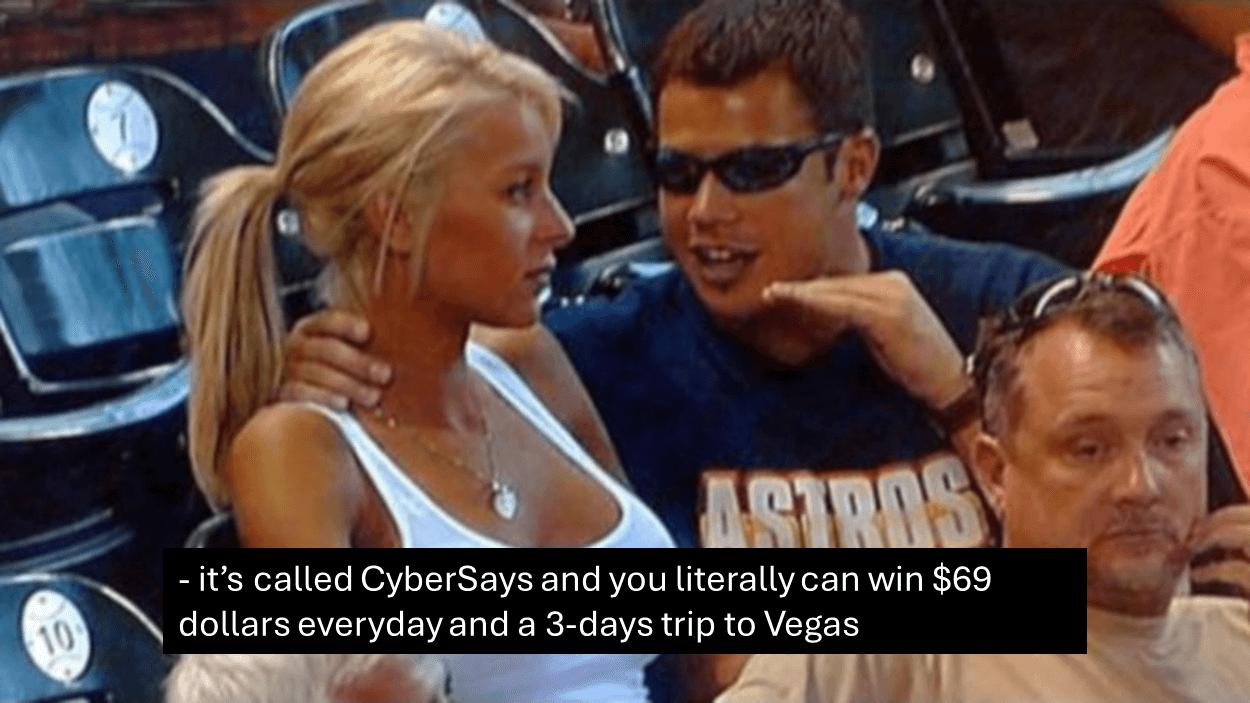 7
ASTROS
- it’s called CyberSays and you literally can win $69
dollars everyday and a 3-days trip to Vegas
10